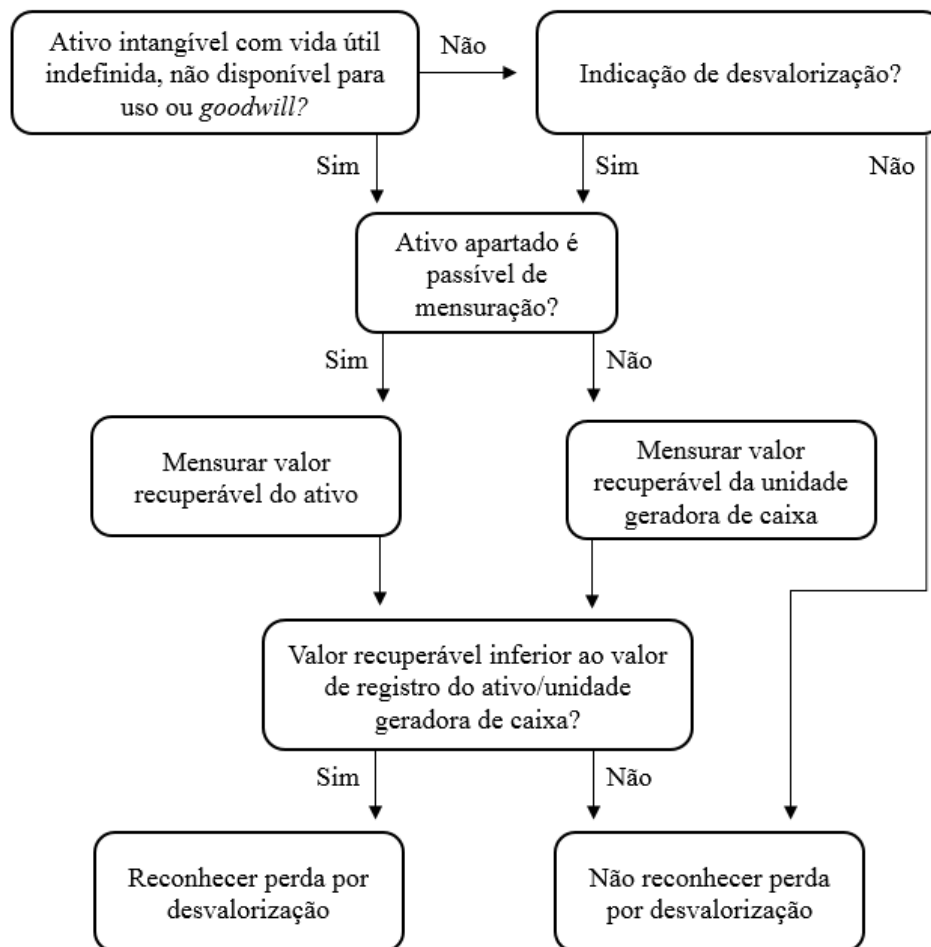 Ativo intangível com vida útil
indefinida, não disponível para
uso ou goodwill?
Não
Indicação de desvalorização?
Sim
Sim
Não
Ativo apartado é
passível de
mensuração?
Sim
Não
Mensurar valor
recuperável do ativo
Mensurar valor
recuperável da unidade
geradora de caixa
Valor recuperável inferior ao valor
de registro do ativo/unidade
geradora de caixa?
Sim
Não
Reconhecer perda por
desvalorização
Não reconhecer perda
por desvalorização